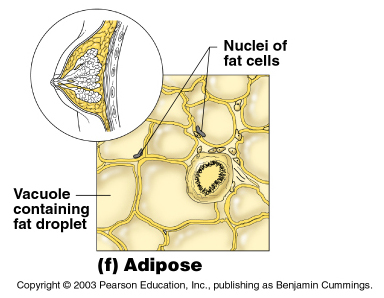 Nuclei of
fat cells
Vacuole
containing
fat droplet
(f) Adipose
Copyright © 2003 Pearson Education, Inc., publishing as Benjamin Cummings.